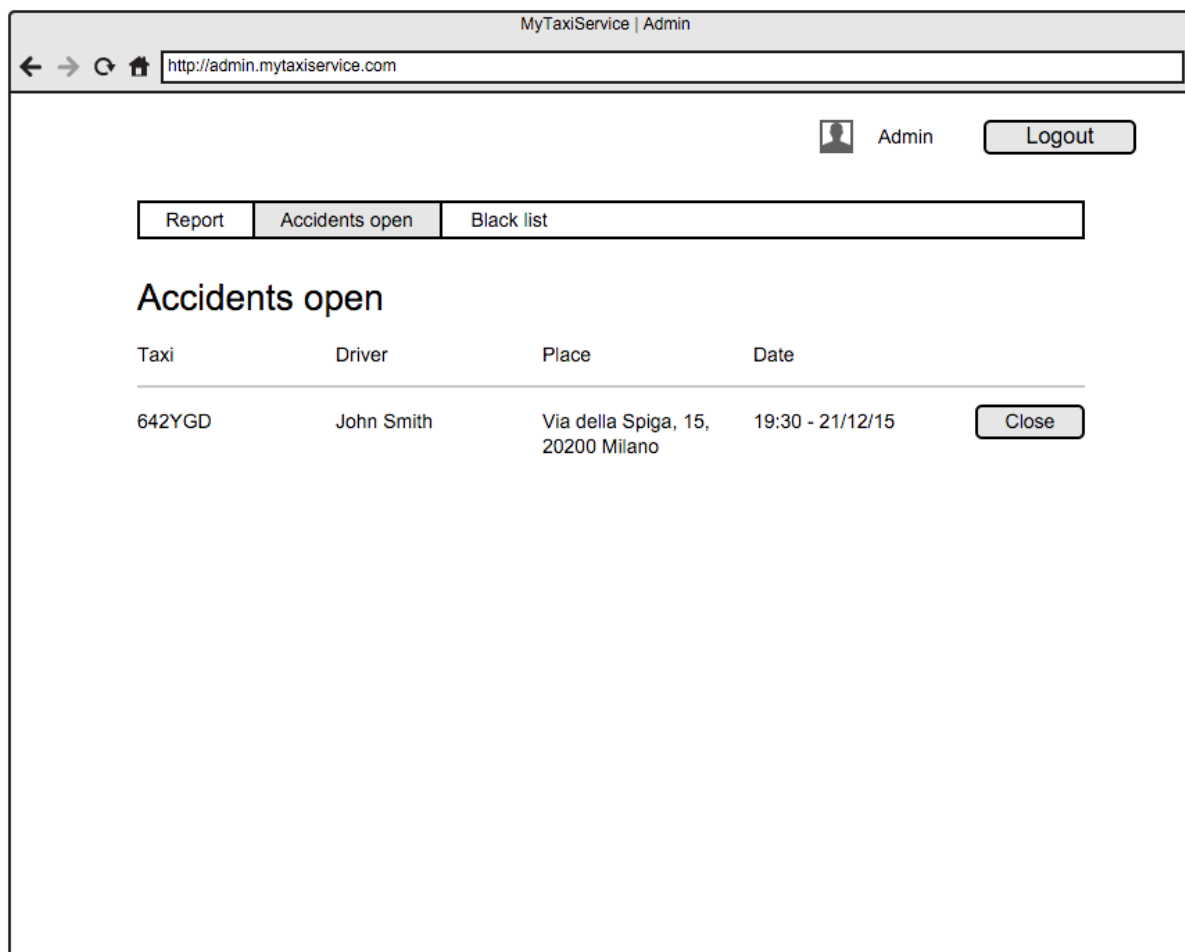 MyTaxiService | Admin
http://admin.mytaxiservice.com
Admin Logout
Report Accidents open Black list
Accidents open
Taxi Driver Place Date
642YGD John Smith Via della Spiga, 15, 19:30 - 21/12/15 Close
20200 Milano